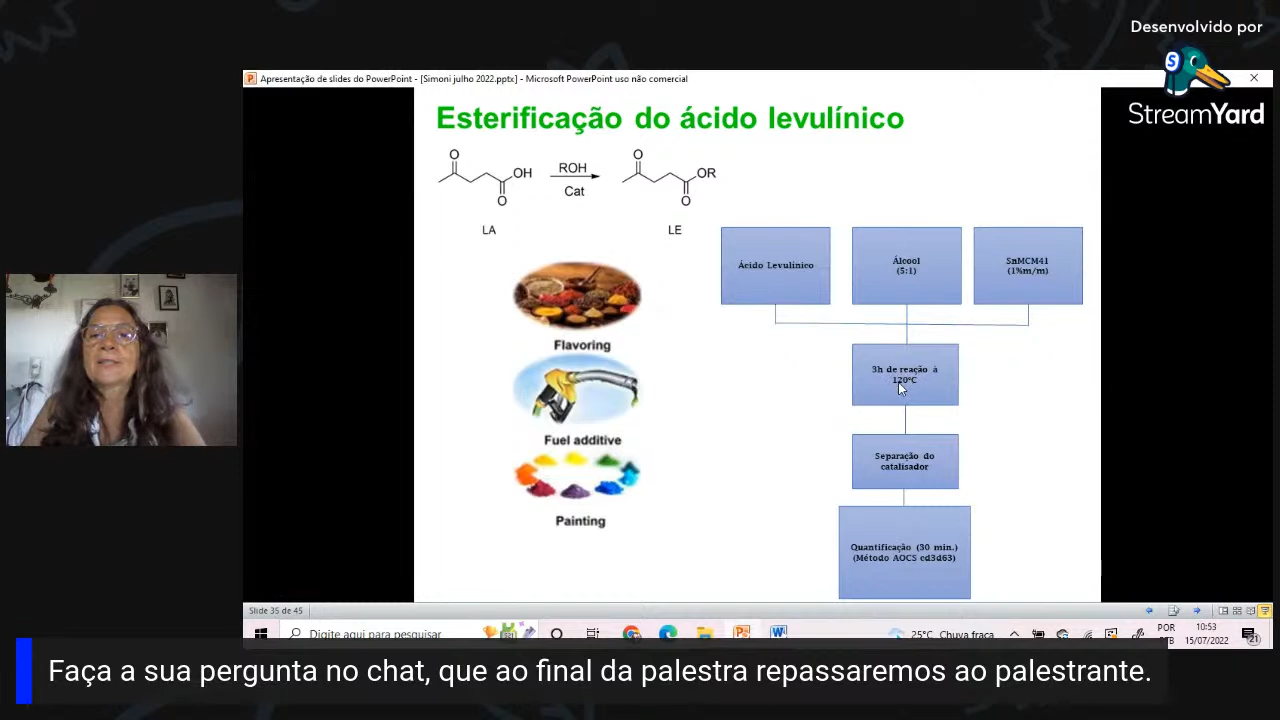 Desenvolvido por
StreamYard
Apresentação de slides do PowerPoint - [Simoni julho 2022.pptx] - Microsoft PowerPoint uso não comercial
Esterificação do ácido levulínico
O
OH
O
ROH
Cat
O
OR
O
LA
LE
Ácido Levulínico
Álcool
(5:1)
SnMCM41
(1%m/m)
Flavoring
3h de reação à
120°C
Fuel additive
Separação do
catalisador
Painting
Quantificação (30 min.)
(Método AOCS cd3d63)
Slide 35 de 45
Digite aqui para pesquisar
25°C Chuva fraca
POR
10:53
15/07/2022
21
Faça a sua pergunta no chat, que ao final da palestra repassaremos ao palestrante.